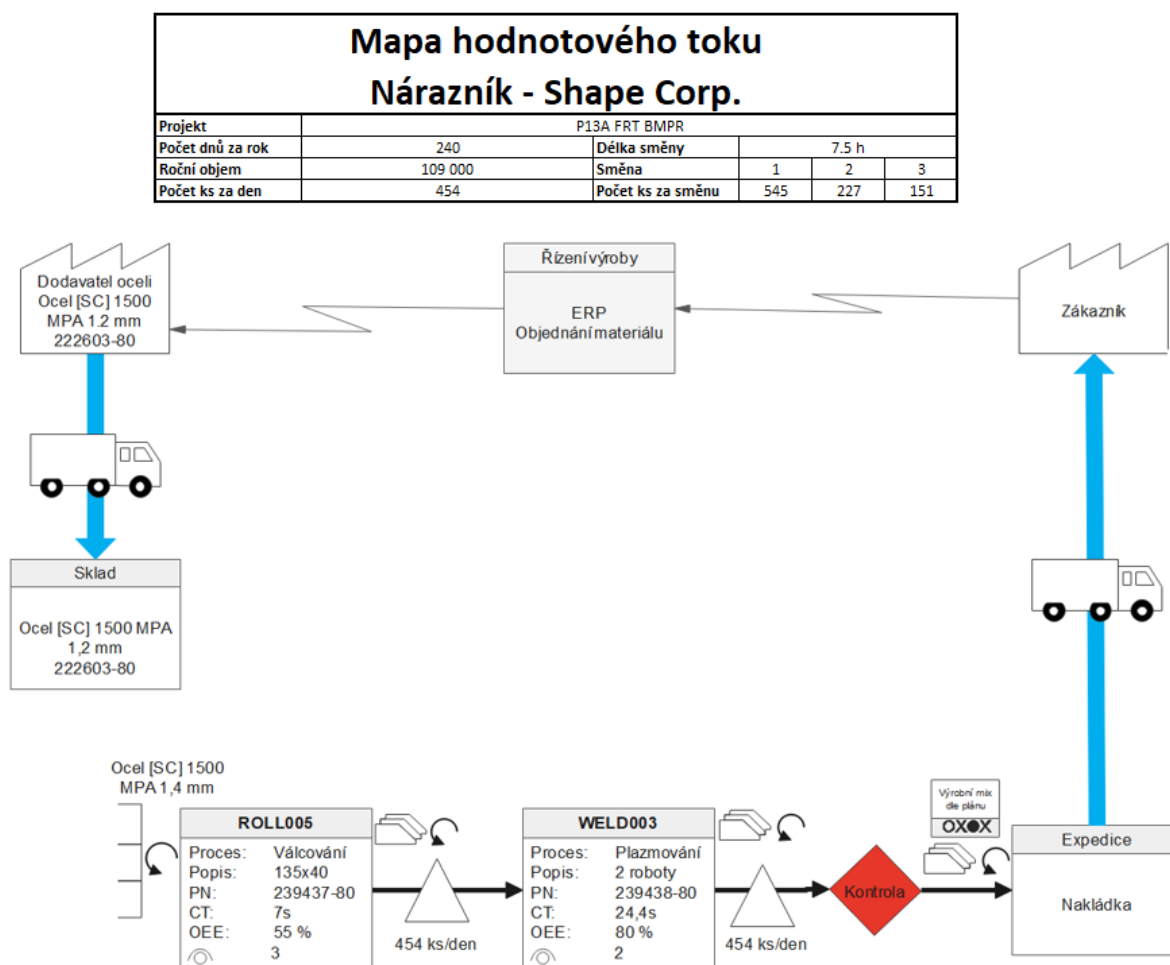 Mapa hodnotového toku
Nárazník - Shape Corp.
Projekt P13A FRT BMPR
Počet dnů za rok 240 Délka směny 7.5 h
Roční objem 109 000 Směna 1 2 3
Počet ks za den 454 Počet ks za směnu 545 227 151
Dodavatel oceli
Ocel [SC] 1500
MPA 1.2 mm
222603-80
Řízení výroby
ERP
Objednání materiálu
Zákazník
Sklad
Ocel [SC] 1500 MPA
1,2 mm
222603-80
Ocel [SC] 1500
MPA 1,4 mm
ROLL005
Proces: Válcování
Popis: 135x40
PN: 239437-80
CT: 7s
OEE: 55 %
3
454 ks/den
WELD003
Proces: Plazmování
Popis: 2 roboty
PN: 239438-80
CT: 24,4s
OEE: 80 %
2
454 ks/den
Kontrola
Výrobní mix
dle plánu
OXOX
Expedice
Nakládka